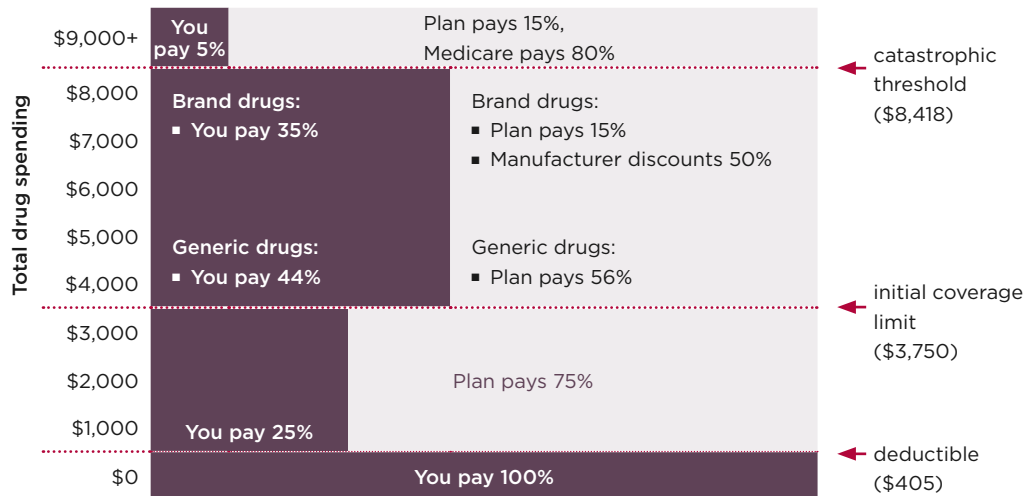 Total drug spending
$9,000+
$8,000
$7,000
$6,000
$5,000
$4,000
$3,000
$2,000
$1,000
$0
You
pay 5%
Plan pays 15%,
Medicare pays 80%
catastrophic
threshold
($8,418)
Brand drugs:
▪ You pay 35%
Brand drugs:
▪ Plan pays 15%
▪ Manufacturer discounts 50%
Generic drugs:
▪ You pay 44%
Generic drugs:
▪ Plan pays 56%
initial coverage
limit
($3,750)
You pay 25%
Plan pays 75%
deductible
($405)
You pay 100%